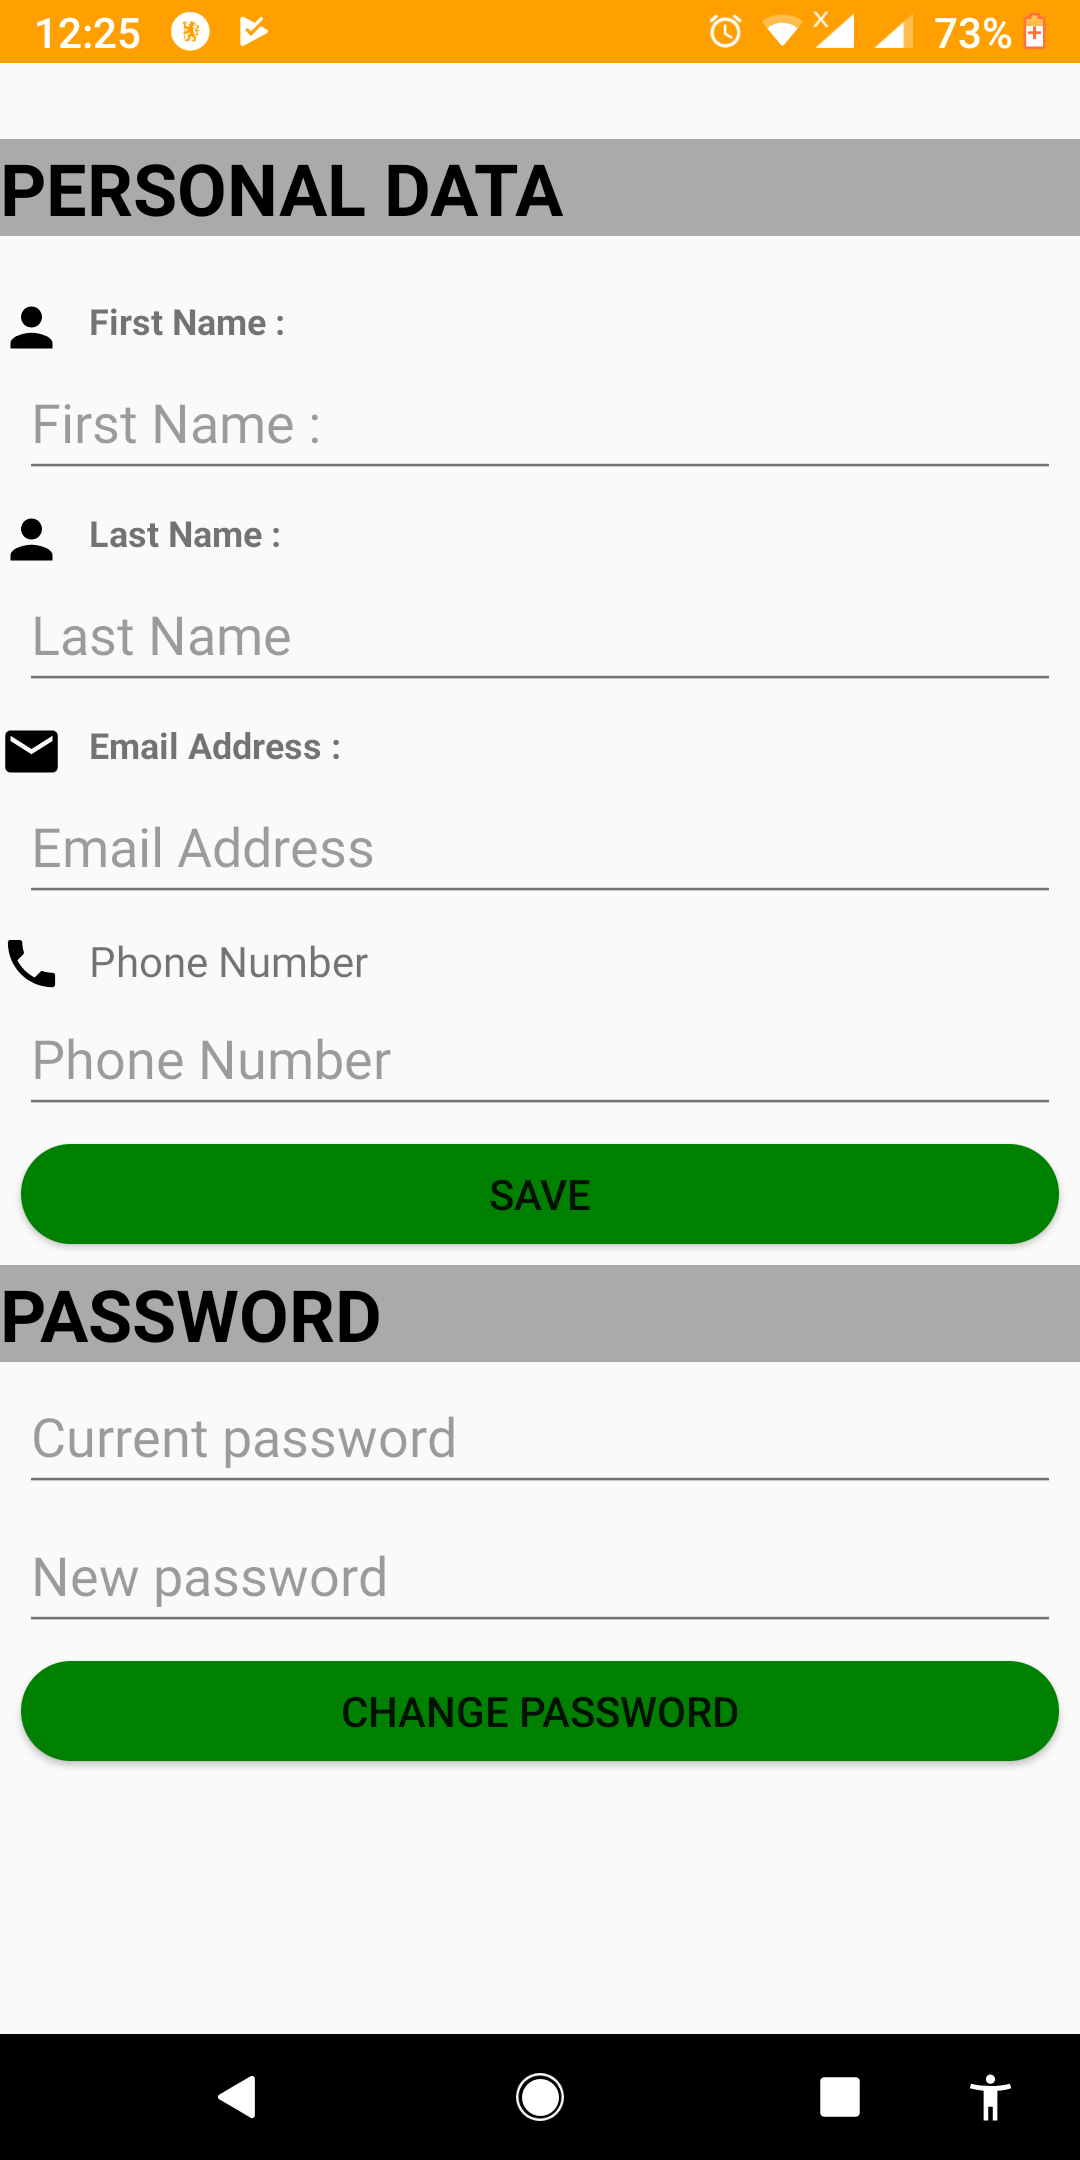 12:25 73%
PERSONAL DATA
First Name :
First Name :
Last Name :
Last Name
Email Address :
Email Address
Phone Number
Phone Number
SAVE
PASSWORD
Current password
New password
CHANGE PASSWORD